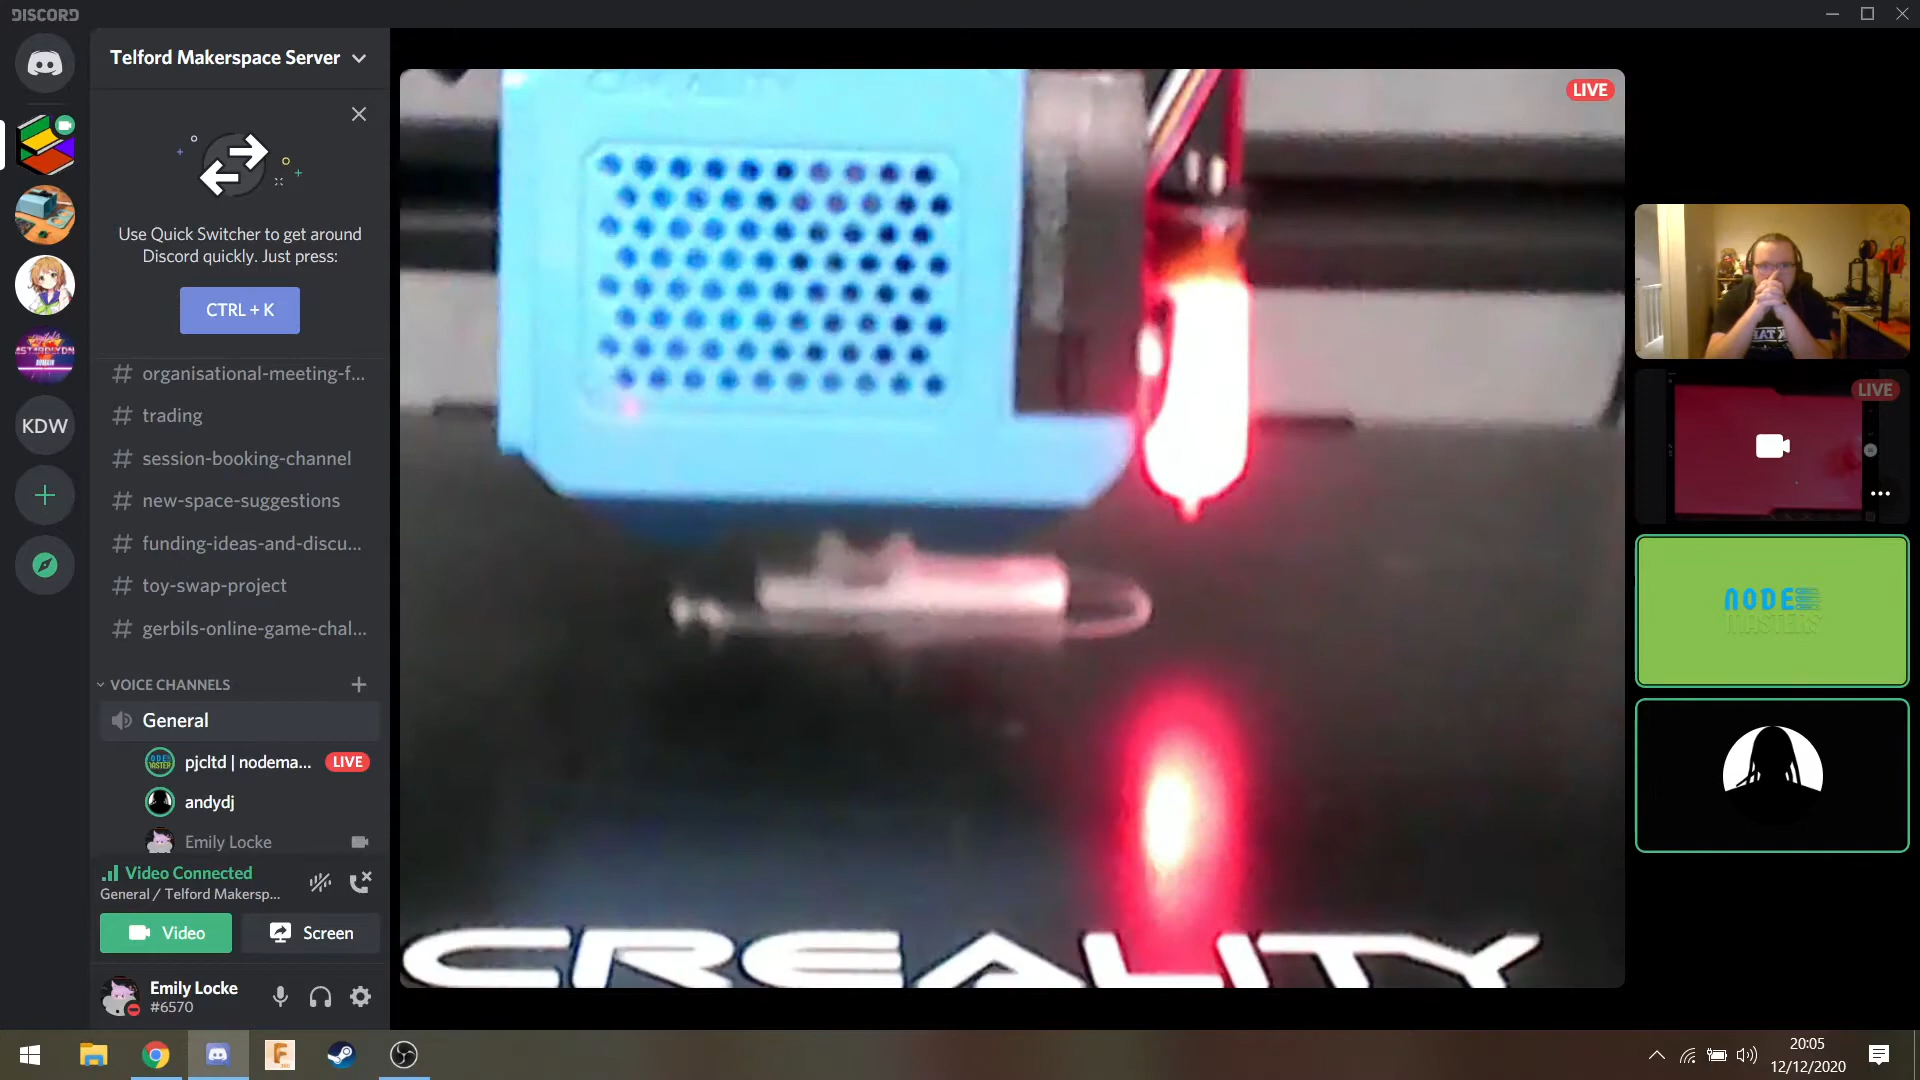 DISCORD
Telford Makerspace Server
Use Quick Switcher to get around
Discord quickly. Just press:
CTRL + K
# organisational-meeting-f...
# trading
# session-booking-channel
# new-space-suggestions
# funding-ideas-and-discu...
# toy-swap-project
# gerbils-online-game-chal...
VOICE CHANNELS
General
pjcltd | nodema...
LIVE
andydj
Emily Locke
Video Connected
General / Telford Makersp...
Video
Screen
Emily Locke
#6570
KDW
LIVE
CREALITY
LIVE
NODE
MASTERS
20:05
12/12/2020